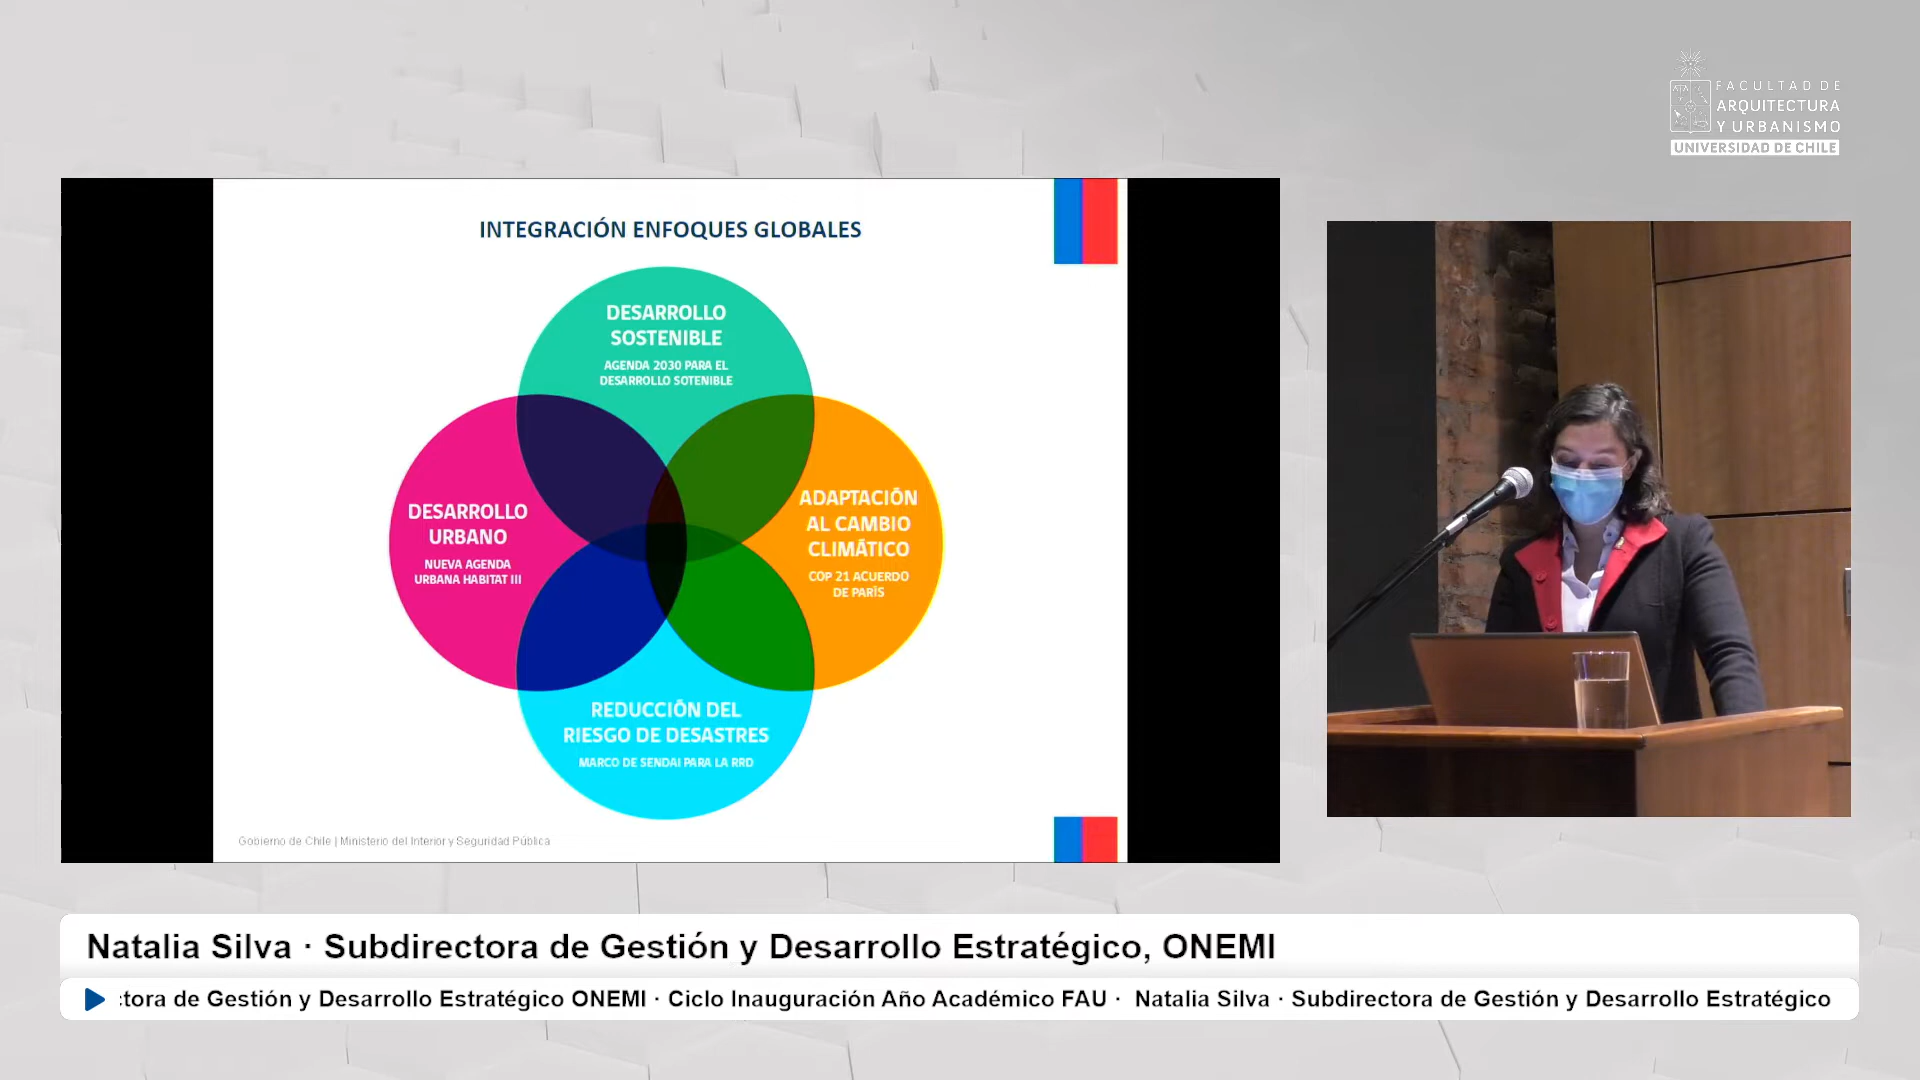 FACULTAD DE
ARQUITECTURA
Y URBANISMO
UNIVERSIDAD DE CHILE
INTEGRACIÓN ENFOQUES GLOBALES
DESARROLLO
SOSTENIBLE
AGENDA 2030 PARA EL
DESARROLLO SOTENIBLE
DESARROLLO
URBANO
NUEVA AGENDA
URBANA HABITAT III
ADAPTACIÓN
AL CAMBIO
CLIMÁTICO
COP 21 ACUERDO
DE PARÍS
REDUCCIÓN DEL
RIESGO DE DESASTRES
MARCO DE SENDAI PARA LA RRD
Gobierno de Chile | Ministerio del Interior y Seguridad Pública
Natalia Silva · Subdirectora de Gestión y Desarrollo Estratégico, ONEMI
tora de Gestión y Desarrollo Estratégico ONEMI · Ciclo Inauguración Año Académico FAU · Natalia Silva · Subdirectora de Gestión y Desarrollo Estratégico